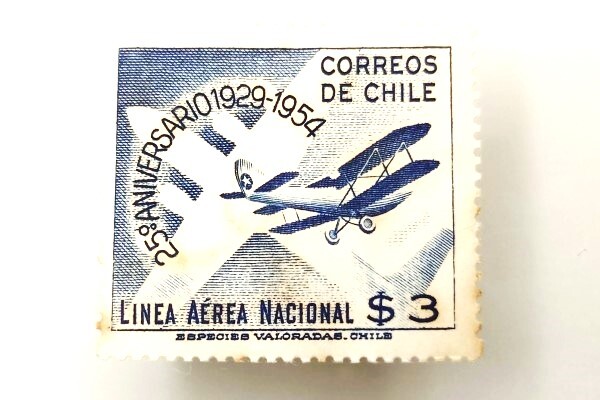 CORREOS
DE CHILE
25º ANIVERSARIO 1929-1954
LINEA AÉREA NACIONAL $3
ESPECIES VALORADAS. CHILE